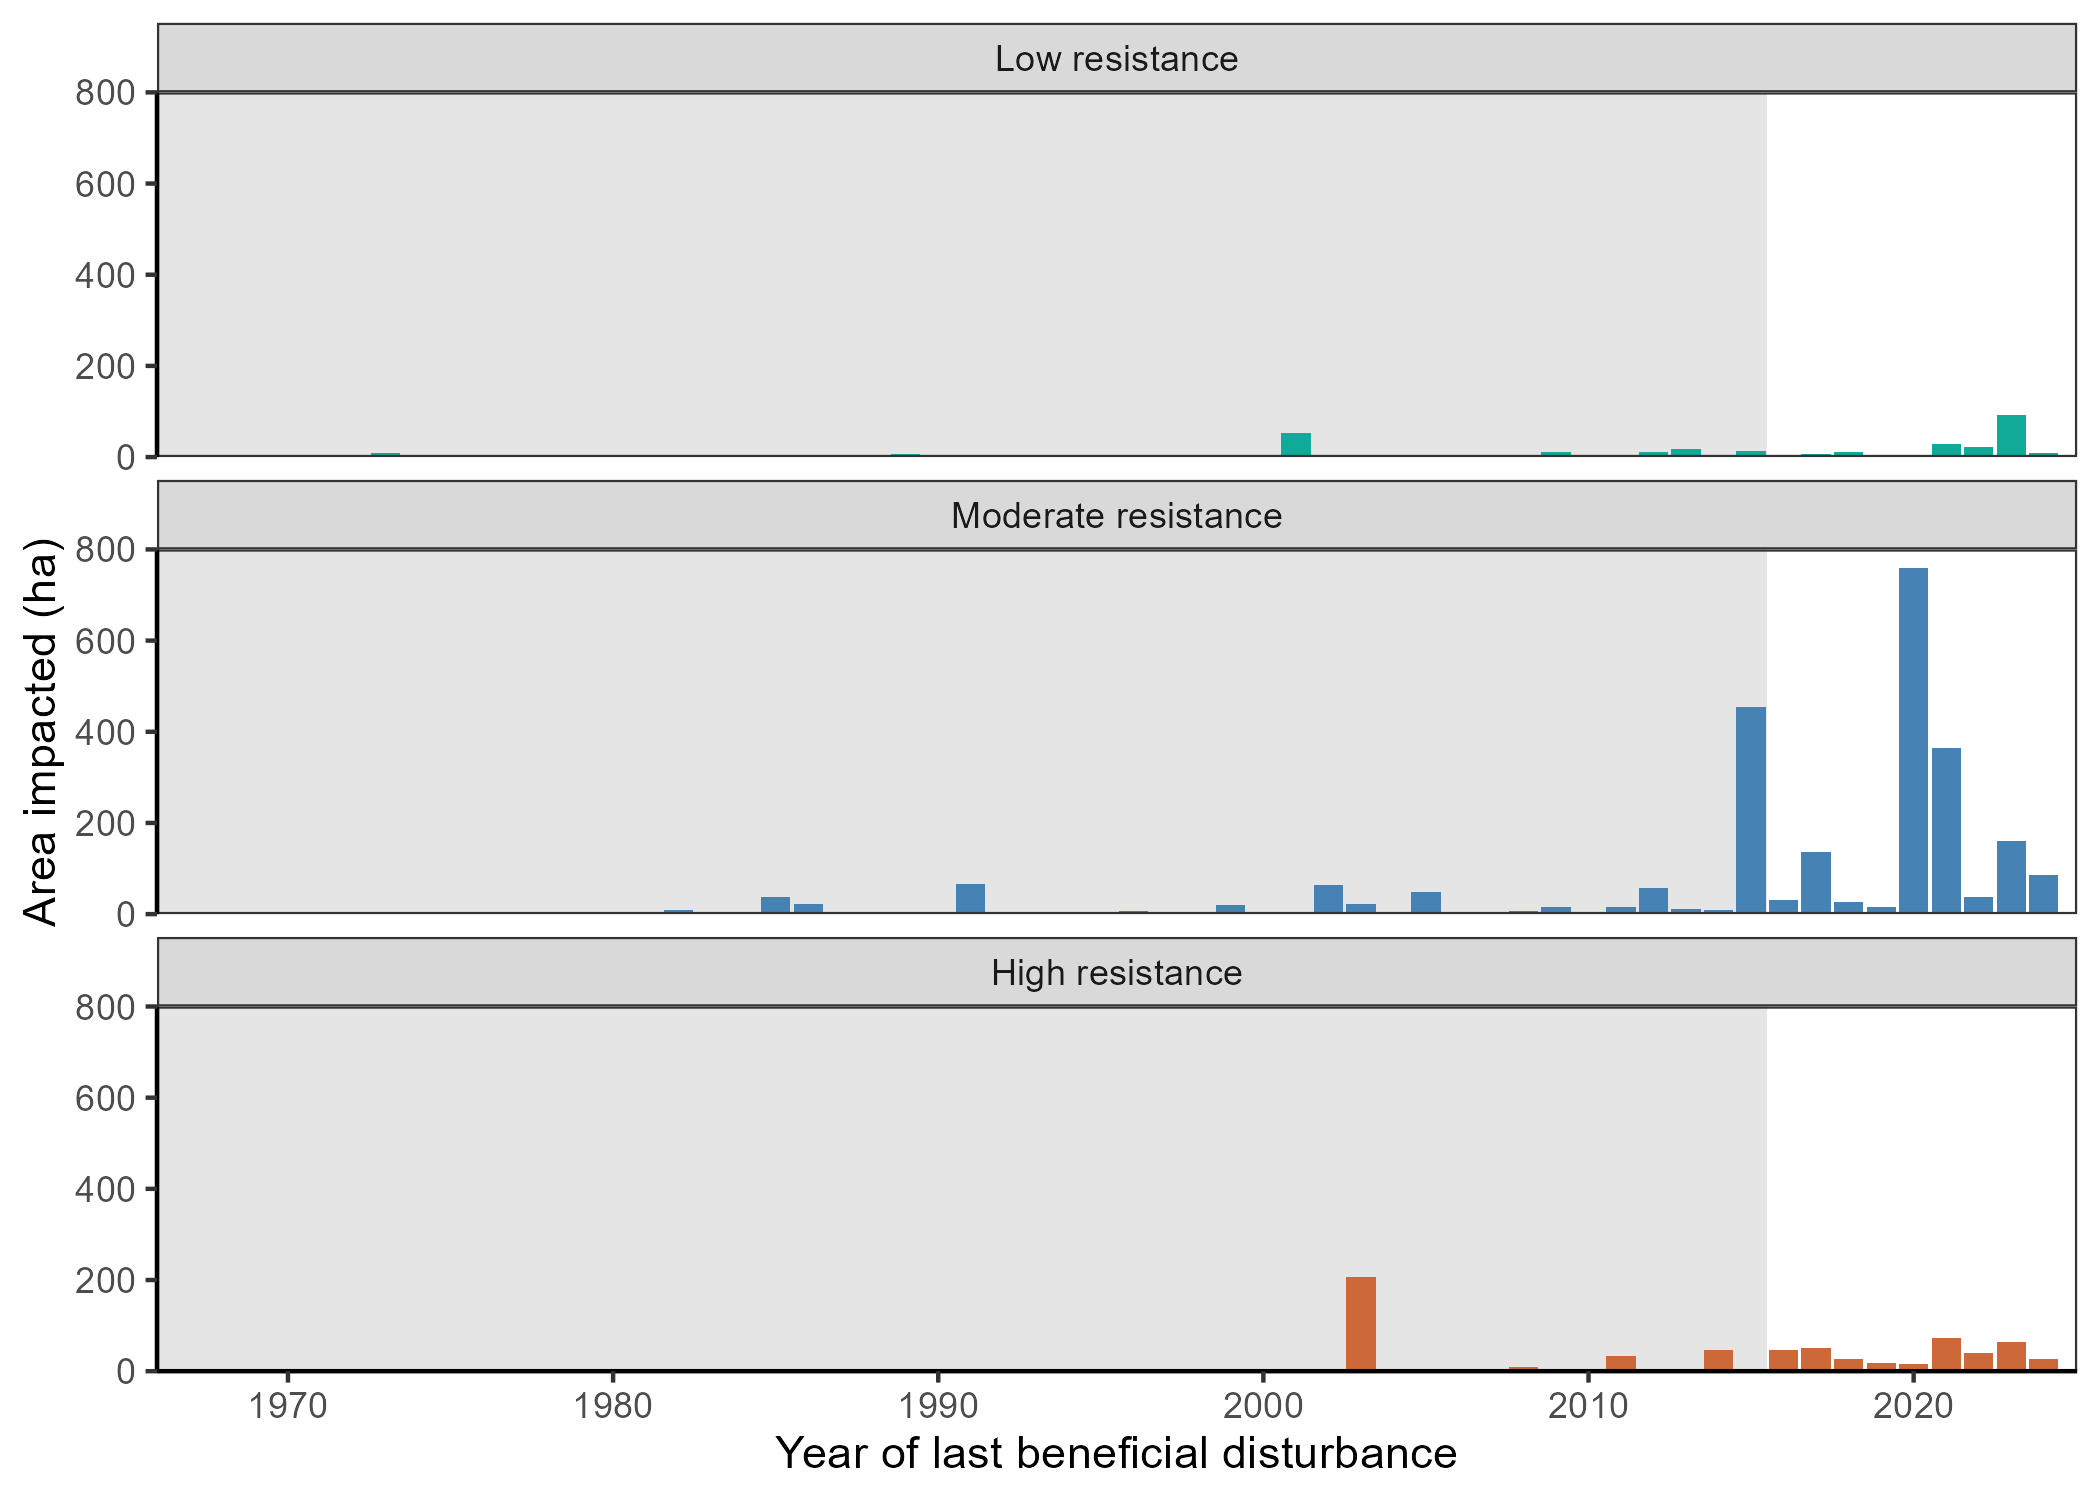 Low resistance
800
600
400
200
0
Moderate resistance
800
600
400
200
0
High resistance
800
600
400
200
0
1970 1980 1990 2000 2010 2020
Year of last beneficial disturbance
Area impacted (ha)